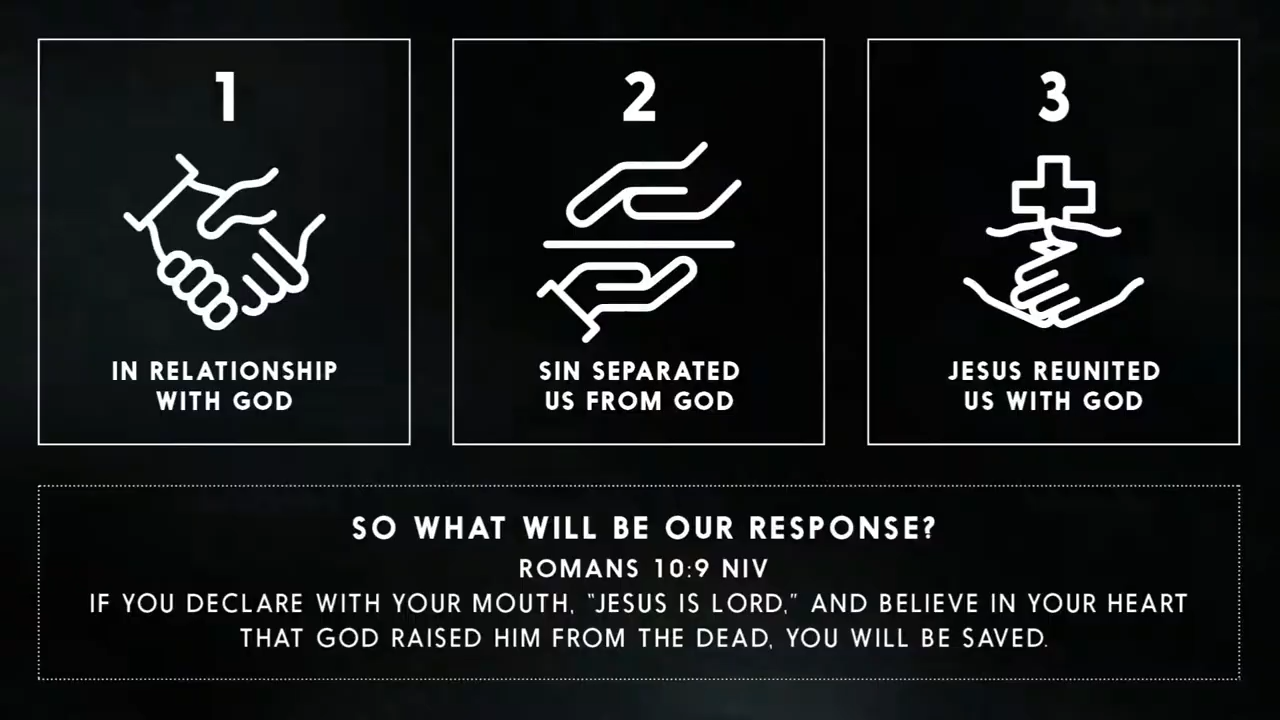 1
IN RELATIONSHIP
WITH GOD
2
SIN SEPARATED
US FROM GOD
3
JESUS REUNITED
US WITH GOD
SO WHAT WILL BE OUR RESPONSE?
ROMANS 10:9 NIV
IF YOU DECLARE WITH YOUR MOUTH, "JESUS IS LORD," AND BELIEVE IN YOUR HEART
THAT GOD RAISED HIM FROM THE DEAD, YOU WILL BE SAVED.